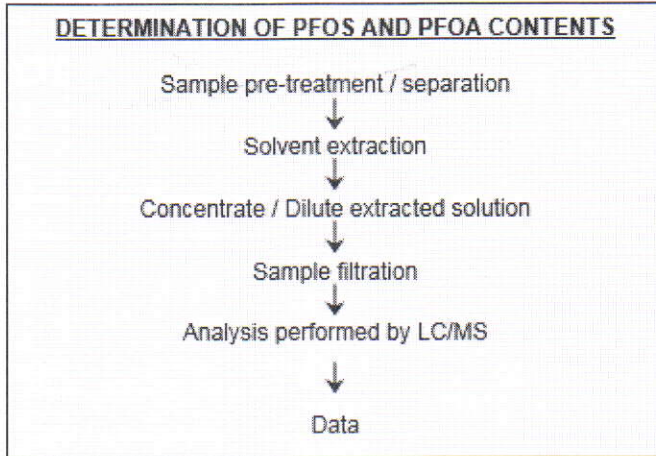 DETERMINATION OF PFOS AND PFOA CONTENTS
Sample pre-treatment / separation
Solvent extraction
Concentrate / Dilute extracted solution
Sample filtration
Analysis performed by LC/MS
Data